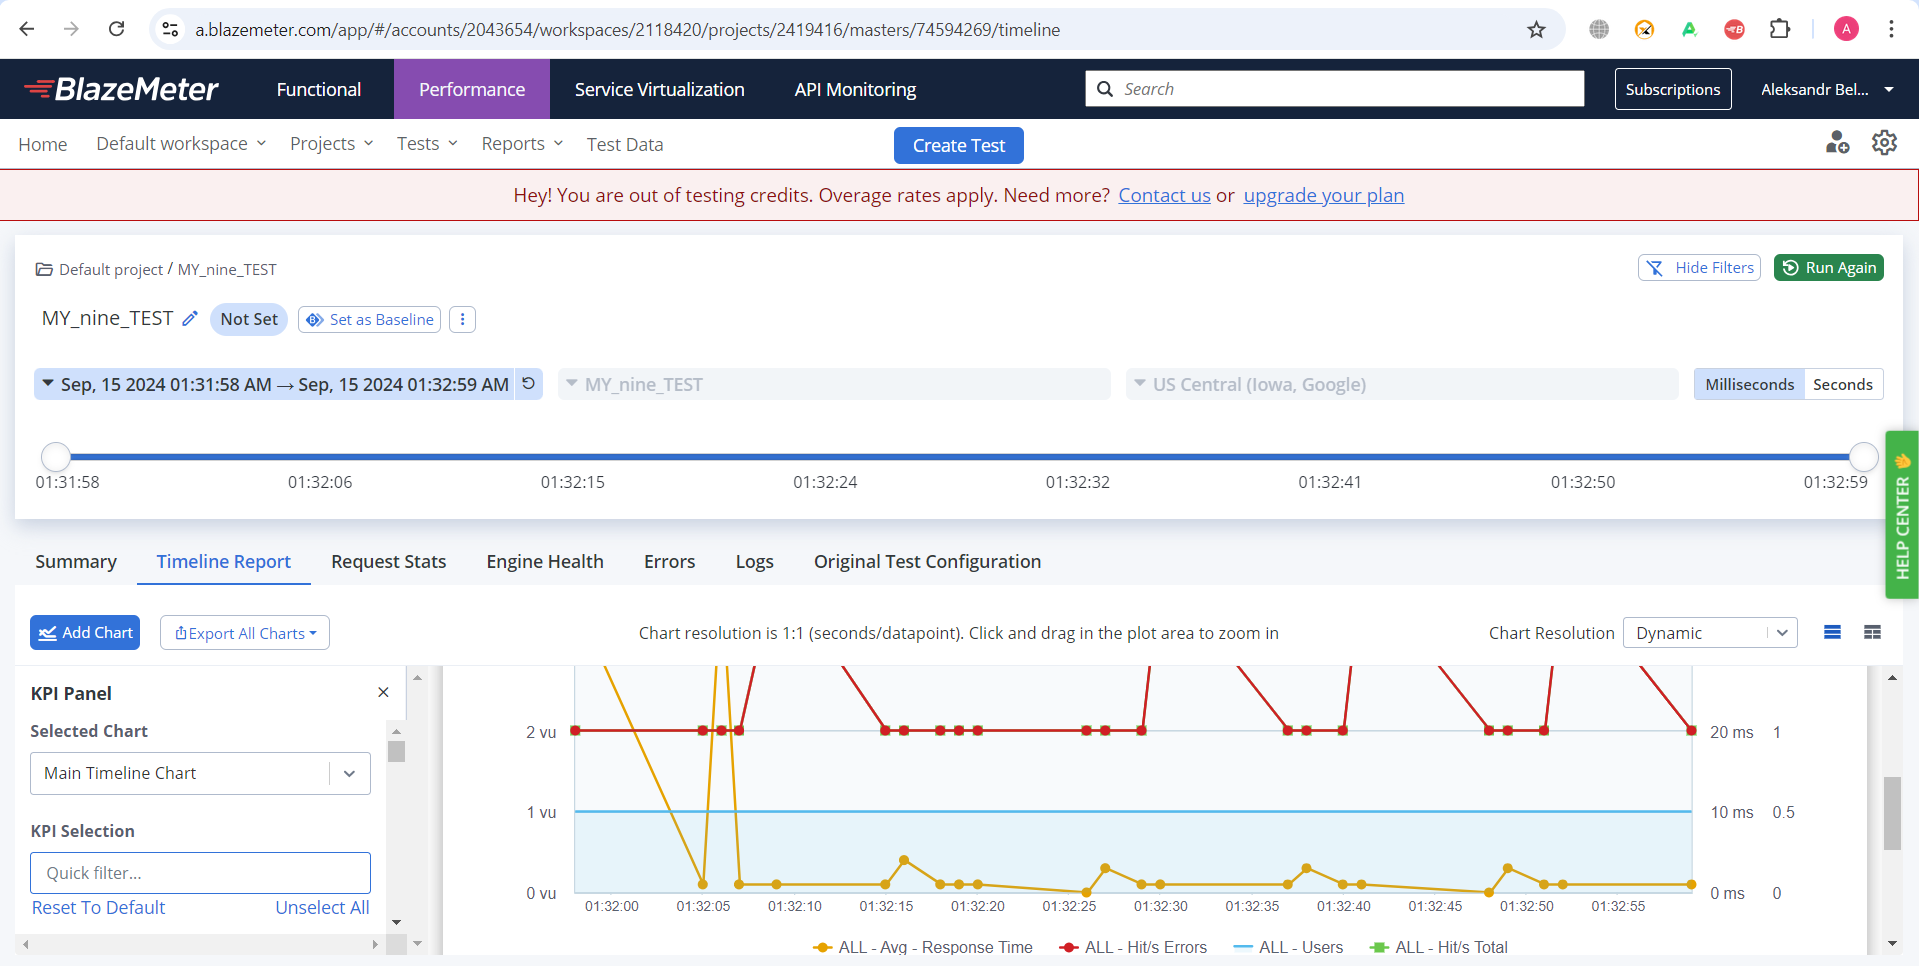 a.blazemeter.com/app/#/accounts/2043654/workspaces/2118420/projects/2419416/masters/74594269/timeline
A
B
A
BlazeMeter
Functional
Performance
Service Virtualization
API Monitoring
Search
Subscriptions
Aleksandr Bel...
Home
Default workspace
Projects
Tests
Reports
Test Data
Create Test
Hey! You are out of testing credits. Overage rates apply. Need more? Contact us or upgrade your plan
Default project / MY_nine_TEST
Hide Filters
Run Again
MY_nine_TEST
Not Set
Set as Baseline
Sep, 15 2024 01:31:58 AM → Sep, 15 2024 01:32:59 AM
MY_nine_TEST
US Central (Iowa, Google)
Milliseconds
Seconds
01:31:58
01:32:06
01:32:15
01:32:24
01:32:32
01:32:41
01:32:50
01:32:59
HELP CENTER
Summary
Timeline Report
Request Stats
Engine Health
Errors
Logs
Original Test Configuration
Add Chart
Export All Charts
Chart resolution is 1:1 (seconds/datapoint). Click and drag in the plot area to zoom in
Chart Resolution
Dynamic
KPI Panel
Selected Chart
Main Timeline Chart
KPI Selection
Quick filter...
Reset To Default
Unselect All
2 vu
1 vu
0 vu
20 ms
1
10 ms
0.5
0 ms
0
01:32:00
01:32:05
01:32:10
01:32:15
01:32:20
01:32:25
01:32:30
01:32:35
01:32:40
01:32:45
01:32:50
01:32:55
ALL - Avg - Response Time
ALL - Hit/s Errors
ALL - Users
ALL - Hit/s Total